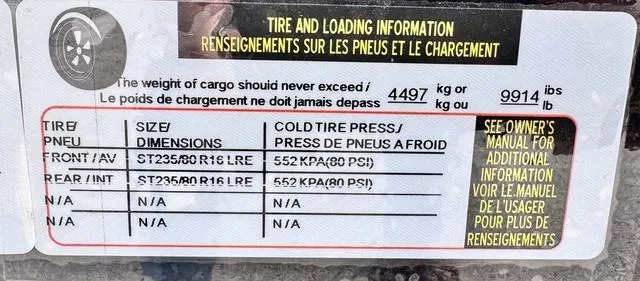 TIRE AND LOADING INFORMATION
RENSEIGNEMENTS SUR LES PNEUS ET LE CHARGEMENT
The weight of cargo should never exceed / 4497 kg or 9914 lbs
Le poids de chargement ne doit jamais depass kg ou lb
TIRE/ SIZE/ COLD TIRE PRESS./
PNEU DIMENSIONS PRESS DE PNEUS A FROID
FRONT / AV ST235/80 R16 LRE 552 KPA(80 PSI)
REAR / INT ST235/80 R16 LRE 552 KPA(80 PSI)
N/A N/A N/A
N/A N/A N/A
SEE OWNER'S
MANUAL FOR
ADDITIONAL
INFORMATION
VOIR LE MANUEL
DE L'USAGER
POUR PLUS DE
RENSEIGNEMENTS